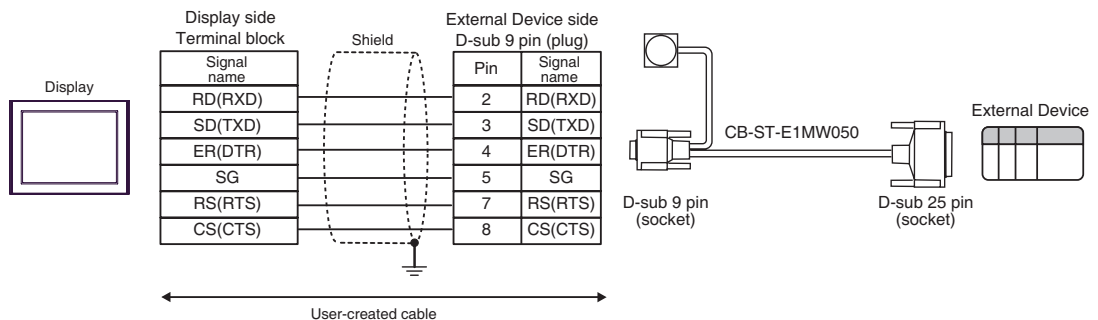 Display
Display side
Terminal block
Signal
name
RD(RXD)
SD(TXD)
ER(DTR)
SG
RS(RTS)
CS(CTS)
Shield
External Device side
D-sub 9 pin (plug)
Pin
Signal
name
2 RD(RXD)
3 SD(TXD)
4 ER(DTR)
5 SG
7 RS(RTS)
8 CS(CTS)
User-created cable
CB-ST-E1MW050
D-sub 9 pin
(socket)
D-sub 25 pin
(socket)
External Device